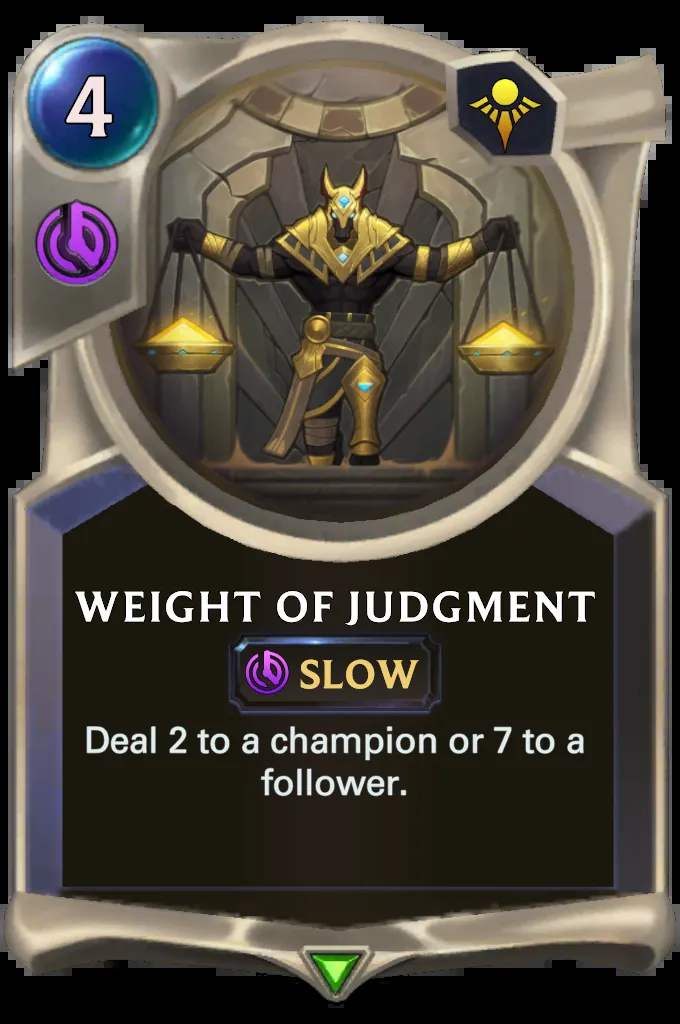 4
WEIGHT OF JUDGMENT
SLOW
Deal 2 to a champion or 7 to a
follower.